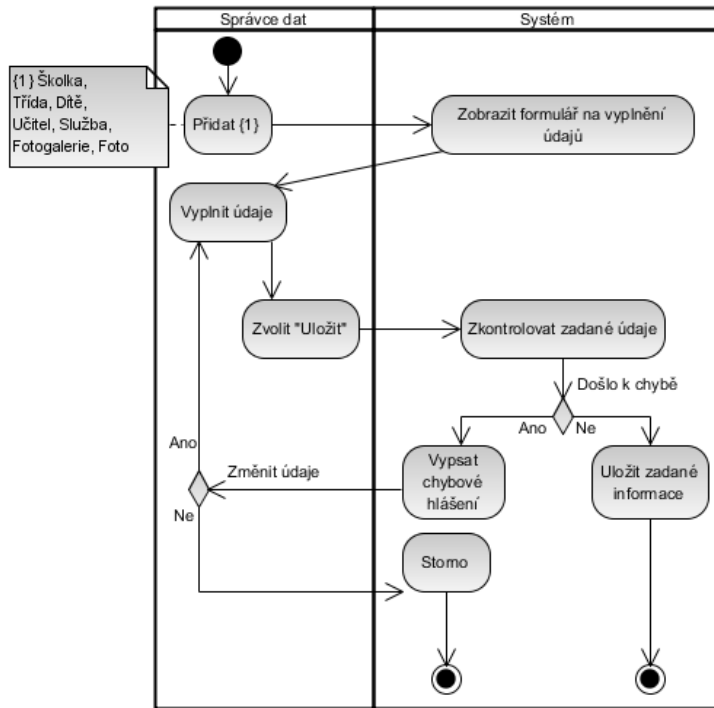 Správce dat
Systém
{1} Školka,
Třída, Dítě,
Učitel, Služba,
Fotogalerie, Foto
Přidat {1}
Zobrazit formulář na vyplnění
údajů
Vyplnit údaje
Zvolit "Uložit"
Zkontrolovat zadané údaje
Došlo k chybě
Ano
Ne
Ano
Změnit údaje
Ne
Vypsat
chybové
hlášení
Uložit zadané
informace
Storno